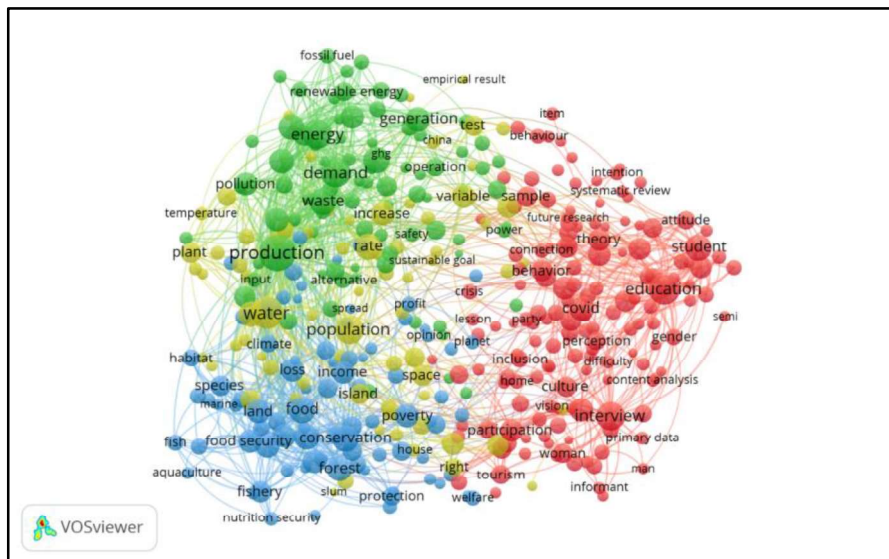 fossil fuel
empirical result
renewable energy
item
energy
generation
test
behaviour
china
ghg
operation
intention
demand
systematic review
pollution
waste
variable
sample
temperature
increase
future research
attitude
power
theory
student
safety
plant
production
rate
connection
sustainable goal
behavior
input
alternative
crisis
education
water
spread
profit
covid
semi
lesson
party
population
opinion
planet
perception
gender
climate
habitat
loss
income
space
inclusion
difficulty
species
home
culture
content analysis
marine
land
food
island
poverty
vision
interview
fish
food security
conservation
participation
primary data
house
woman
aquaculture
forest
right
tourism
man
fishery
slum
protection
welfare
informant
nutrition security
VOSviewer